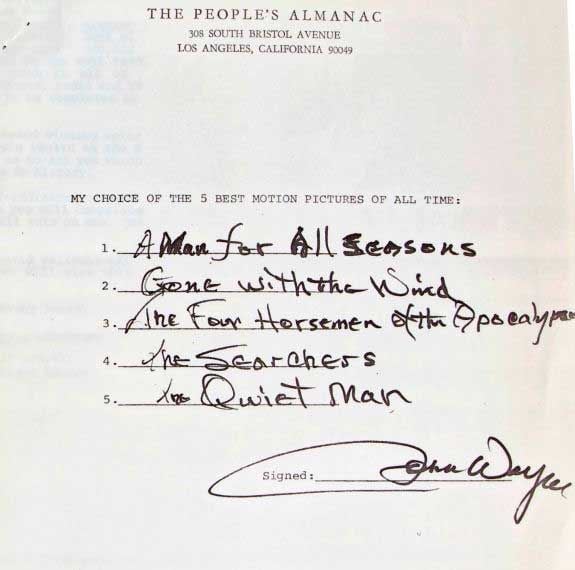 THE PEOPLE'S ALMANAC
308 SOUTH BRISTOL AVENUE
LOS ANGELES, CALIFORNIA 90049
MY CHOICE OF THE 5 BEST MOTION PICTURES OF ALL TIME:
1. A Man for All Seasons
2. Gone with the Wind
3. The Four Horsemen of the Apocalypse
4. the Searchers
5. the Quiet Man
Signed: John Wayne